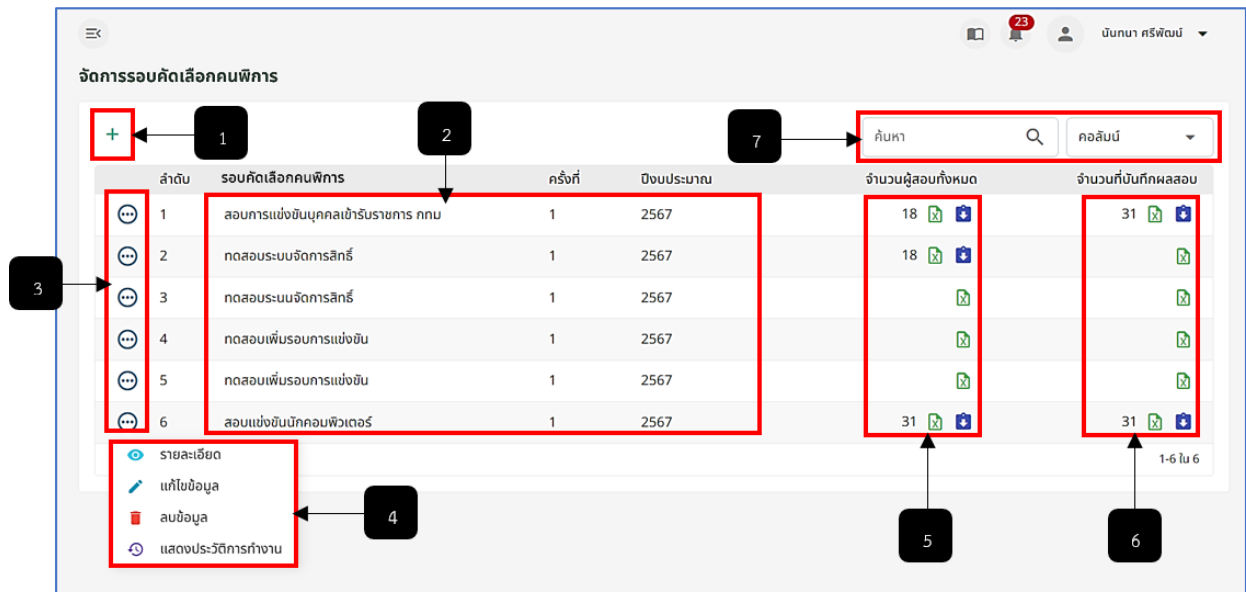 23
นันทนา ศรีพัฒน์
จัดการรอบคัดเลือกคนพิการ
1
2
7
ค้นหา
คอลัมน์
ลำดับ รอบคัดเลือกคนพิการ ครั้งที่ ปีงบประมาณ จำนวนผู้สอบทั้งหมด จำนวนที่บันทึกผลสอบ
1 สอบการแข่งขันบุคคลเข้ารับราชการ กทม 1 2567 18 31
2 ทดสอบระบบจัดการสิทธิ์ 1 2567 18
3
3 ทดสอบระนนจัดการสิทธิ์ 1 2567
4 ทดสอบเพิ่มรอบการแข่งขัน 1 2567
5 ทดสอบเพิ่มรอบการแข่งขัน 1 2567
6 สอบแข่งขันนักคอมพิวเตอร์ 1 2567 31 31
1-6 ใน 6
รายละเอียด
แก้ไขข้อมูล
ลบข้อมูล
แสดงประวัติการทำงาน
4
5
6